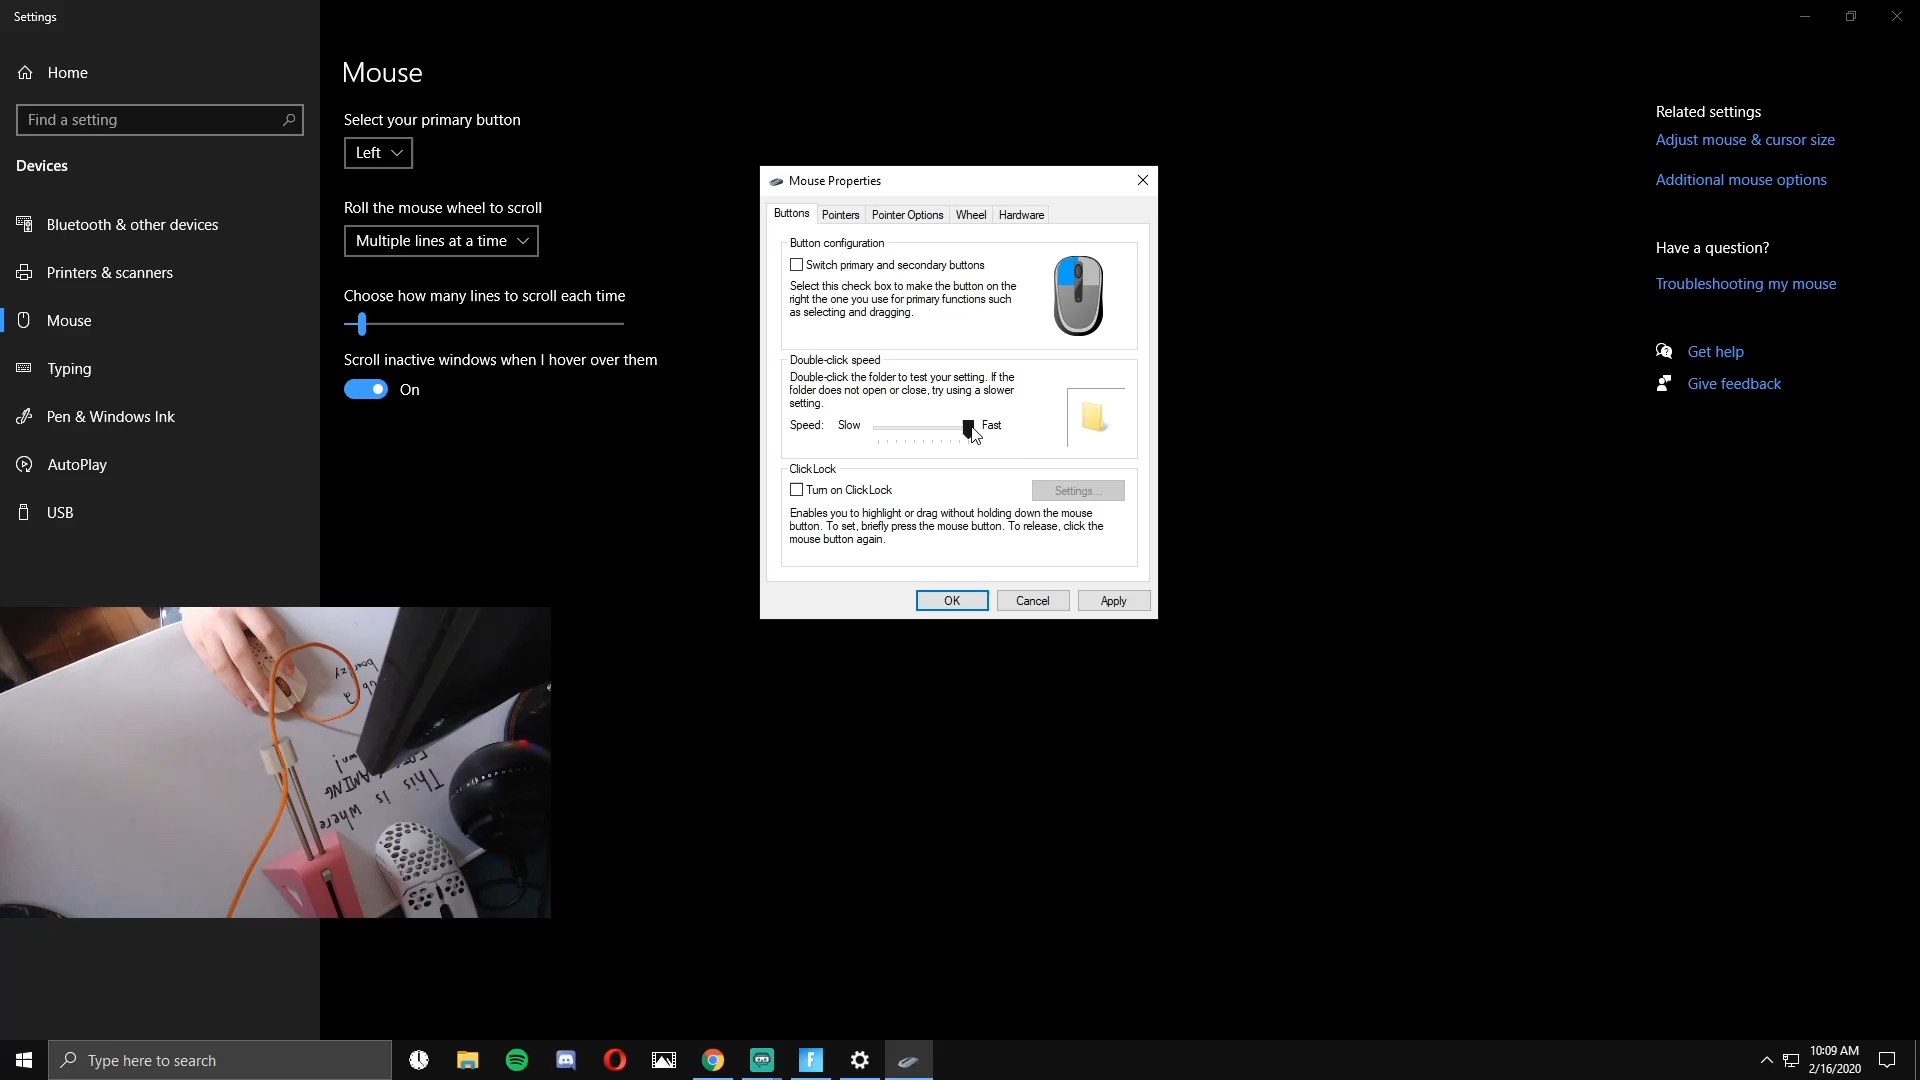 Settings
Home
Find a setting
Devices
Bluetooth & other devices
Printers & scanners
Mouse
Typing
Pen & Windows Ink
AutoPlay
USB
Mouse
Select your primary button
Left
Roll the mouse wheel to scroll
Multiple lines at a time
Choose how many lines to scroll each time
Scroll inactive windows when I hover over them
On
Mouse Properties
Buttons
Pointers
Pointer Options
Wheel
Hardware
Button configuration
Switch primary and secondary buttons
Select this check box to make the button on the
right the one you use for primary functions such
as selecting and dragging.
Double-click speed
Double-click the folder to test your setting. If the
folder does not open or close, try using a slower
setting.
Speed: Slow Fast
ClickLock
Turn on ClickLock
Settings...
Enables you to highlight or drag without holding down the mouse
button. To set, briefly press the mouse button. To release, click the
mouse button again.
OK
Cancel
Apply
Related settings
Adjust mouse & cursor size
Additional mouse options
Have a question?
Troubleshooting my mouse
Get help
Give feedback
This is where
Type here to search
10:09 AM
2/16/2020